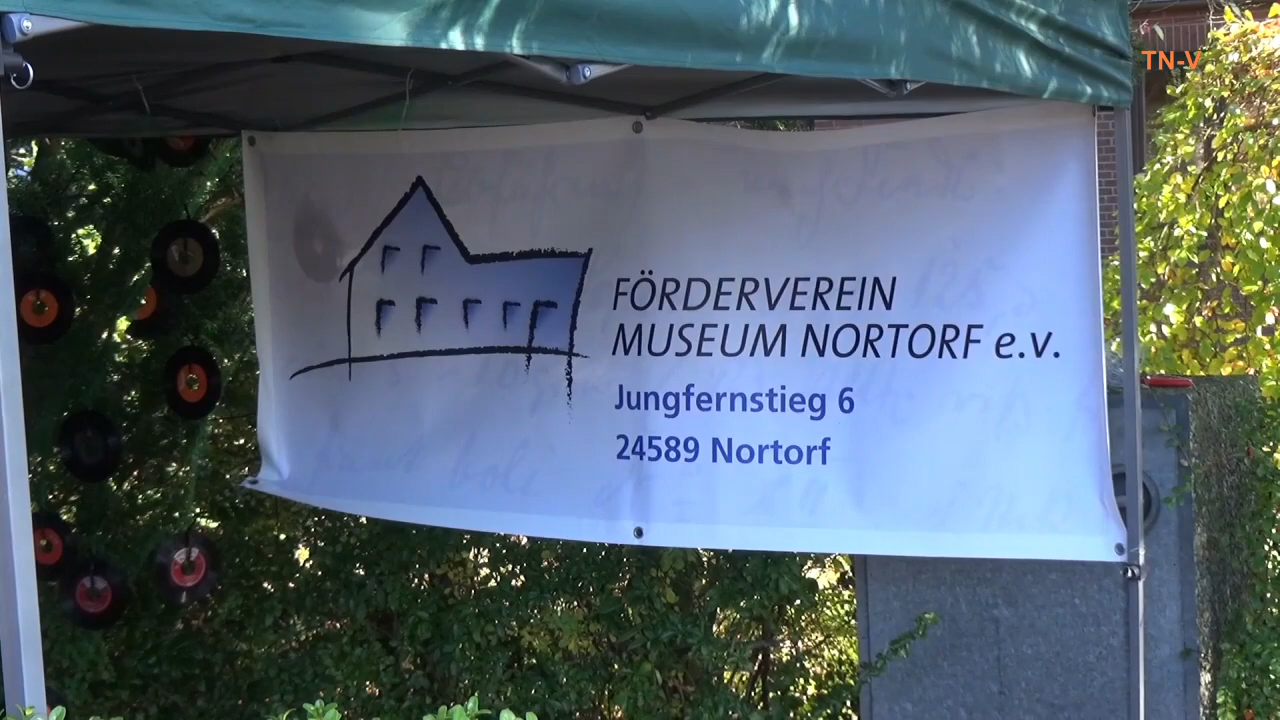 TN-V
FÖRDERVEREIN
MUSEUM NORTORF e.v.
Jungfernstieg 6
24589 Nortorf